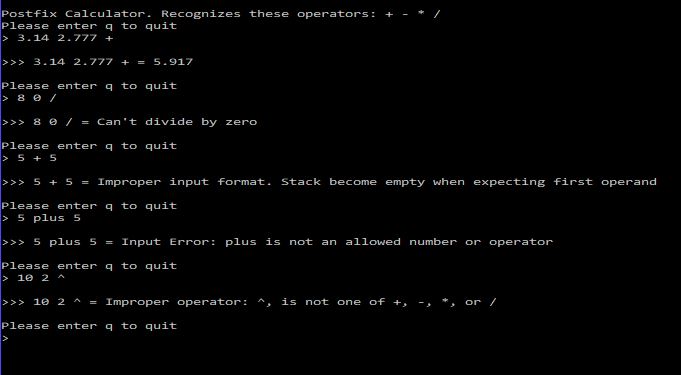 Postfix Calculator. Recognizes these operators: + - * /
Please enter q to quit
> 3.14 2.777 +
>>> 3.14 2.777 + = 5.917
Please enter q to quit
> 8 0 /
>>> 8 0 / = Can't divide by zero
Please enter q to quit
> 5 + 5
>>> 5 + 5 = Improper input format. Stack become empty when expecting first operand
Please enter q to quit
> 5 plus 5
>>> 5 plus 5 = Input Error: plus is not an allowed number or operator
Please enter q to quit
> 10 2 ^
>>> 10 2 ^ = Improper operator: ^, is not one of +, -, *, or /
Please enter q to quit
>